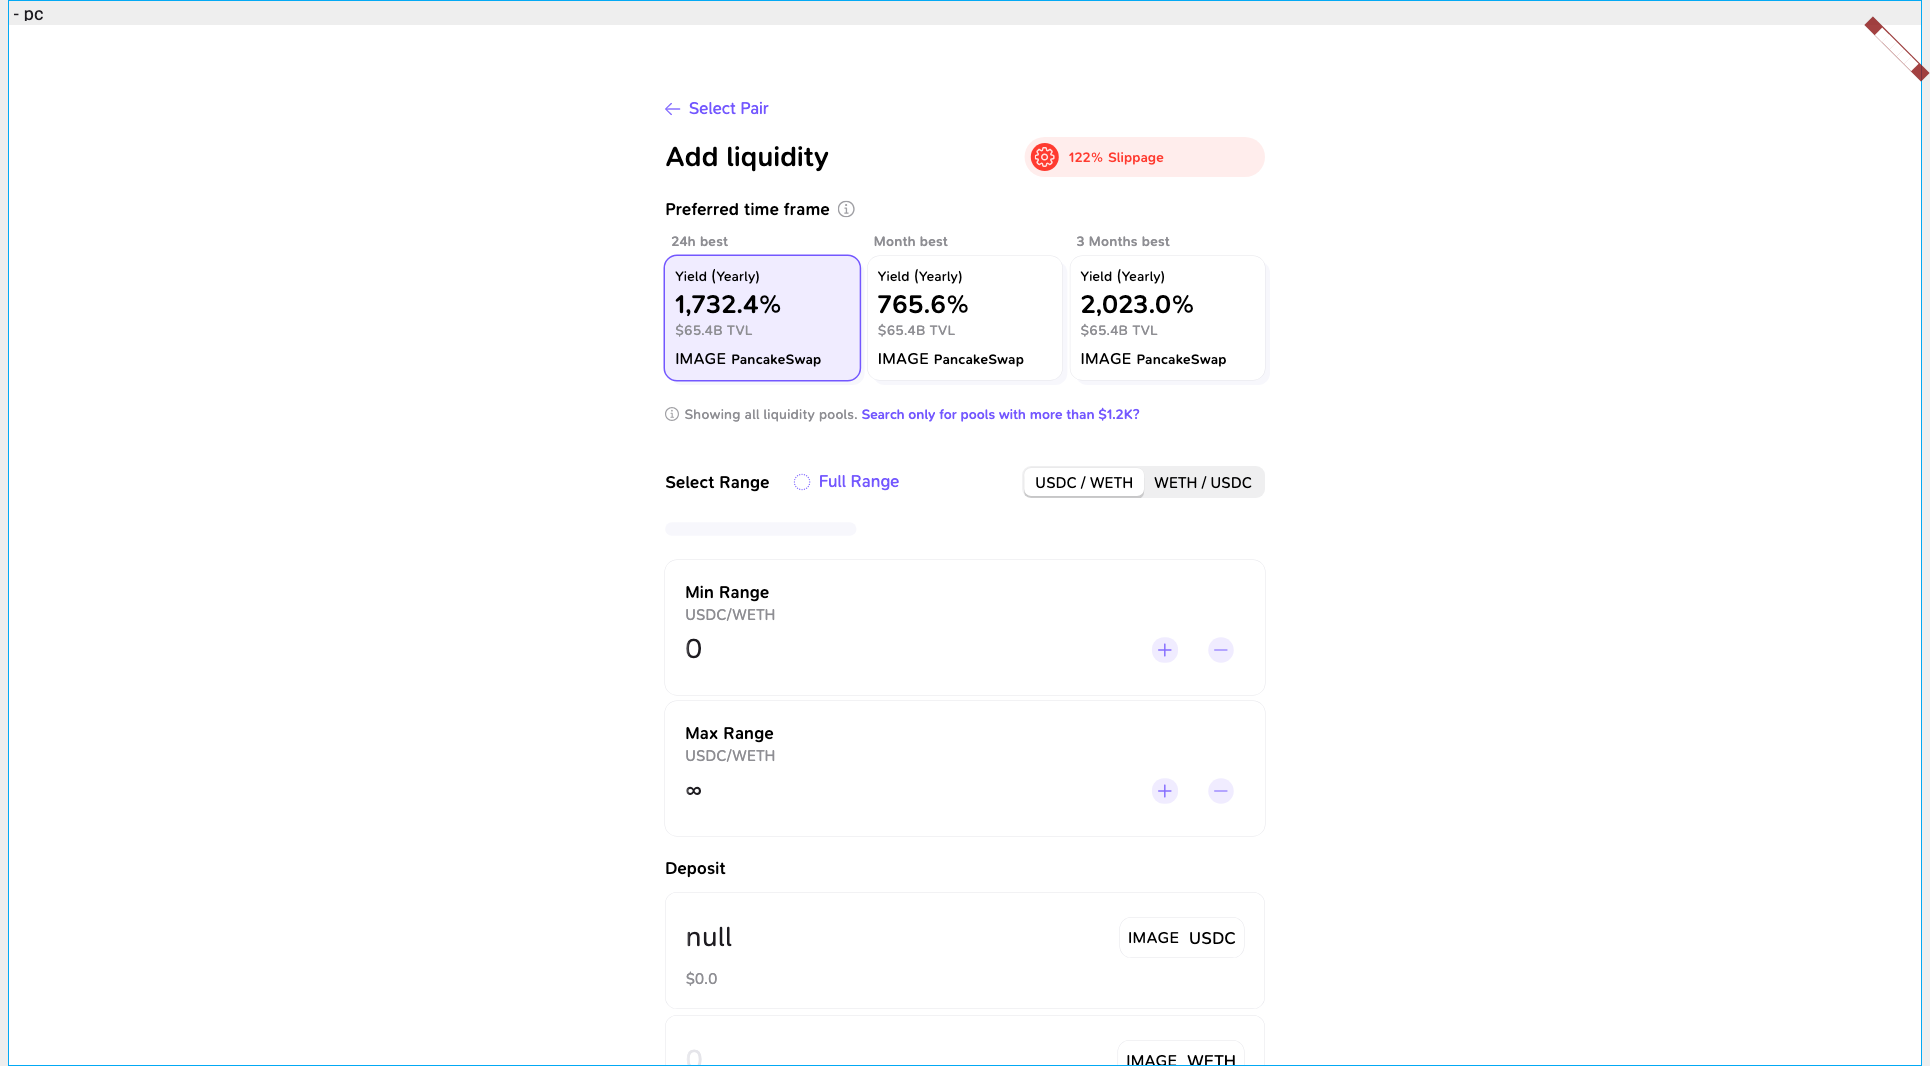 - pc
Select Pair
Add liquidity
122% Slippage
Preferred time frame
24h best
Month best
3 Months best
Yield (Yearly)
1,732.4%
$65.4B TVL
IMAGE PancakeSwap
Yield (Yearly)
765.6%
$65.4B TVL
IMAGE PancakeSwap
Yield (Yearly)
2,023.0%
$65.4B TVL
IMAGE PancakeSwap
Showing all liquidity pools. Search only for pools with more than $1.2K?
Select Range
Full Range
USDC / WETH
WETH / USDC
Min Range
USDC/WETH
0
Max Range
USDC/WETH
∞
Deposit
null
IMAGE USDC
$0.0
0
IMAGE WETH